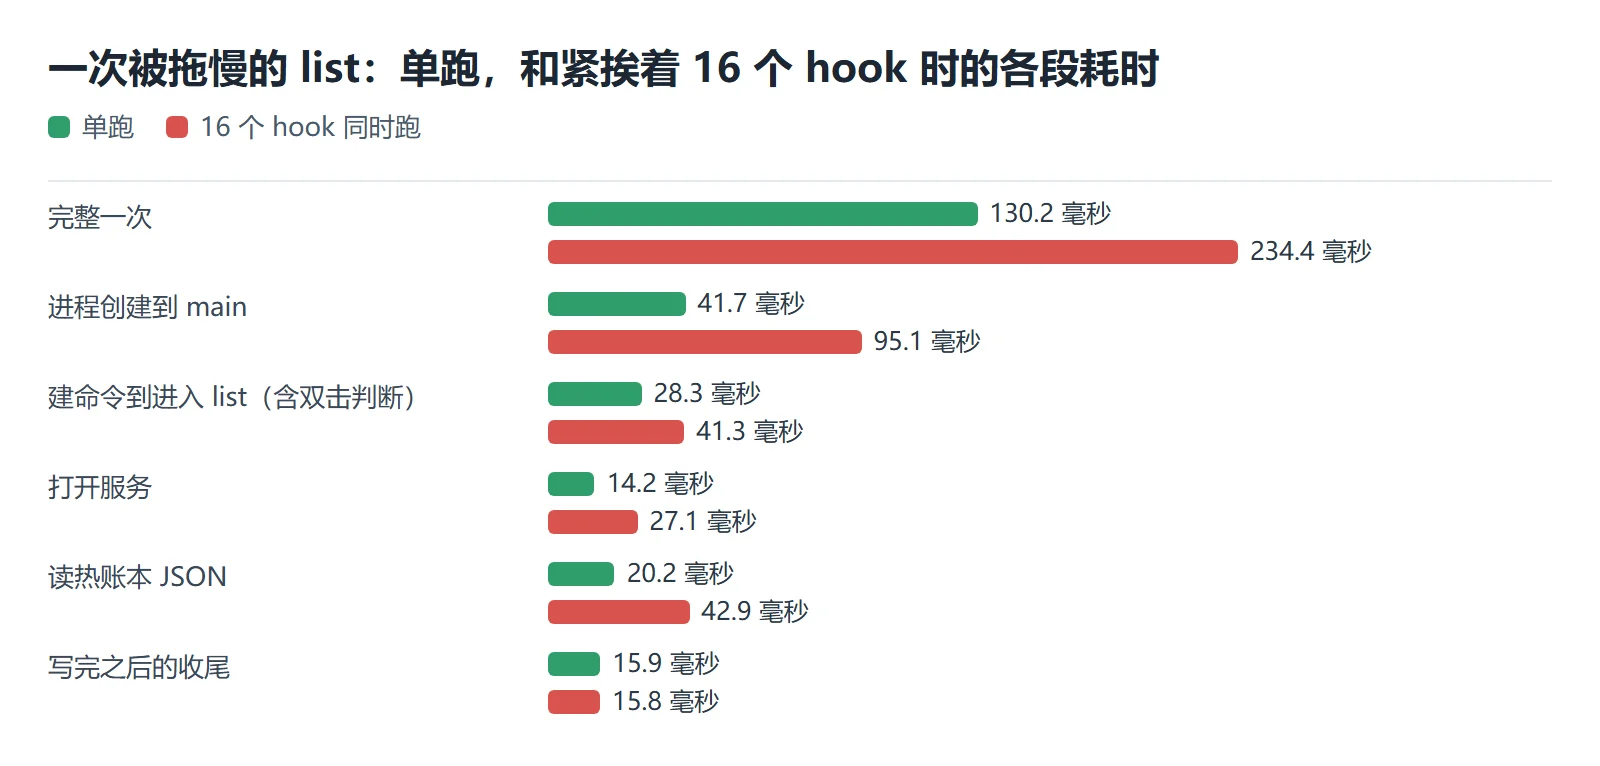 一次被拖慢的 list：单跑，和紧挨着 16 个 hook 时的各段耗时
单跑 16 个 hook 同时跑
完整一次 130.2 毫秒
234.4 毫秒
进程创建到 main 41.7 毫秒
95.1 毫秒
建命令到进入 list（含双击判断） 28.3 毫秒
41.3 毫秒
打开服务 14.2 毫秒
27.1 毫秒
读热账本 JSON 20.2 毫秒
42.9 毫秒
写完之后的收尾 15.9 毫秒
15.8 毫秒